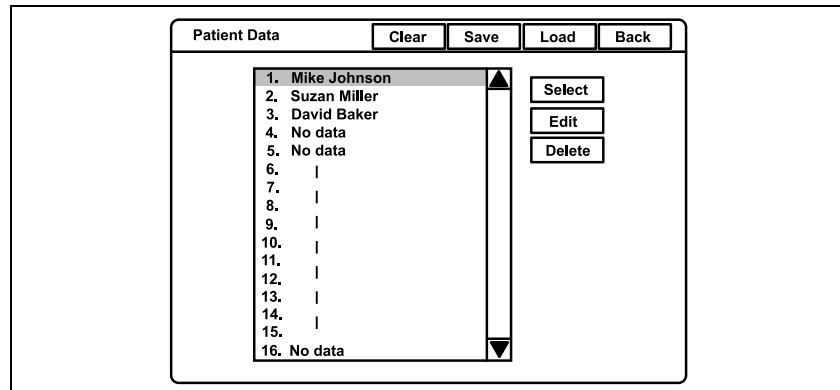 Patient Data Clear Save Load Back
1. Mike Johnson
2. Suzan Miller
3. David Baker
4. No data
5. No data
6.
7.
8.
9.
10.
11.
12.
13.
14.
15.
16. No data
Select
Edit
Delete